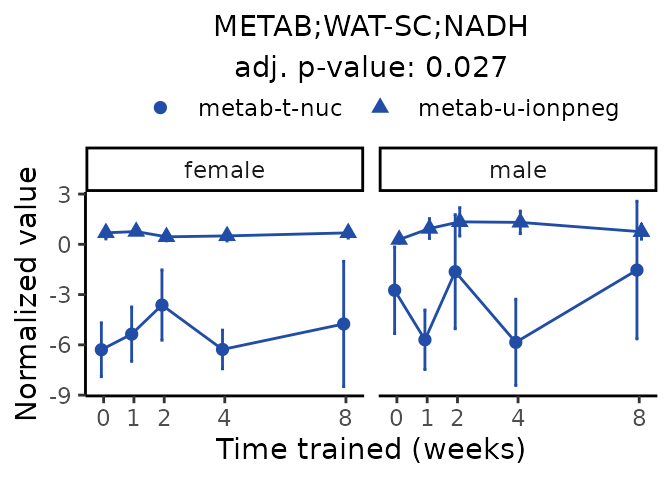 METAB;WAT-SC;NADH
adj. p-value: 0.027
metab-t-nuc metab-u-ionpneg
female male
Normalized value
3
0
-3
-6
-9
0 1 2 4 8 0 1 2 4 8
Time trained (weeks)